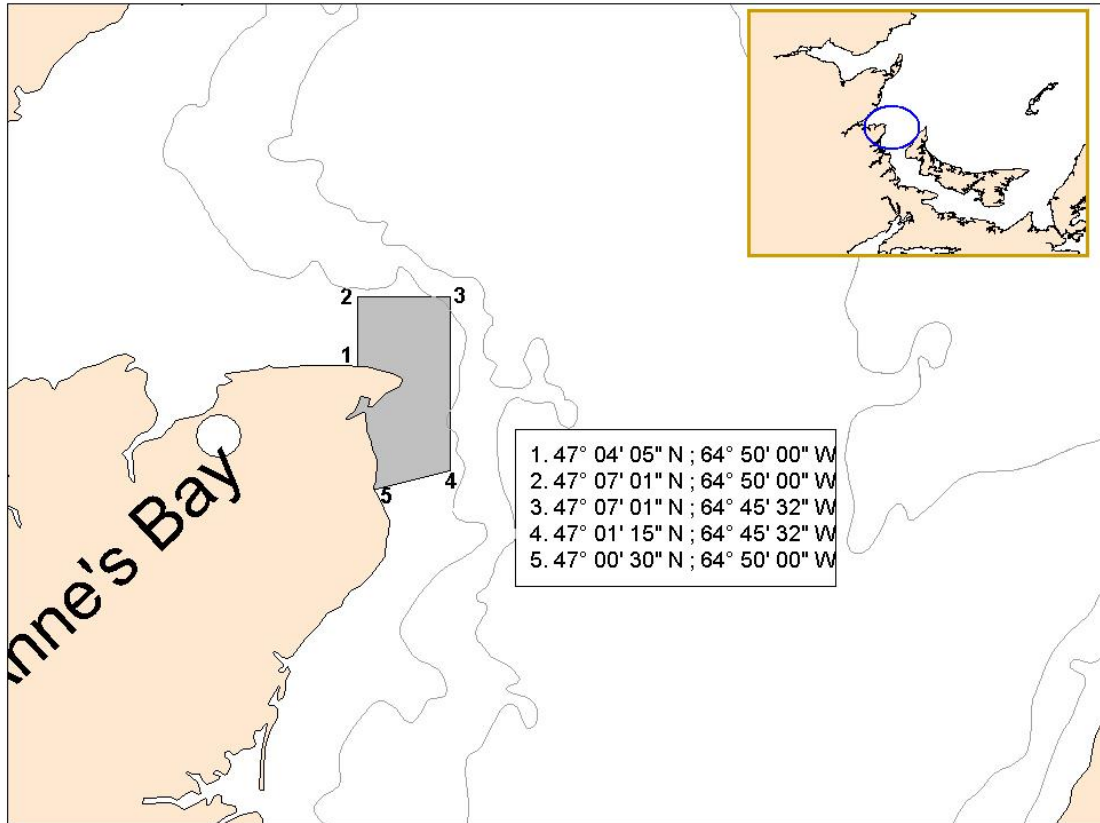 2
3
1
4
5
1. 47° 04' 05" N ; 64° 50' 00" W
2. 47° 07' 01" N ; 64° 50' 00" W
3. 47° 07' 01" N ; 64° 45' 32" W
4. 47° 01' 15" N ; 64° 45' 32" W
5. 47° 00' 30" N ; 64° 50' 00" W
nne's Bay